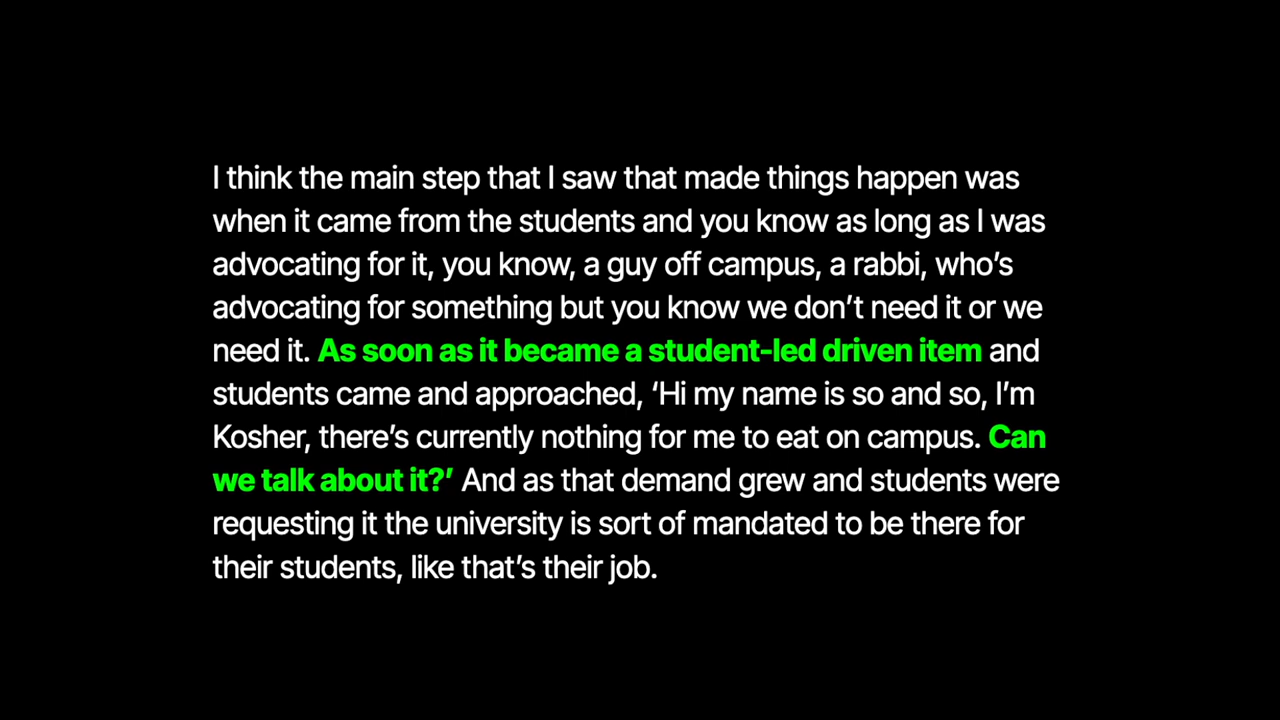 I think the main step that I saw that made things happen was
when it came from the students and you know as long as I was
advocating for it, you know, a guy off campus, a rabbi, who’s
advocating for something but you know we don’t need it or we
need it. As soon as it became a student-led driven item and
students came and approached, ‘Hi my name is so and so, I’m
Kosher, there’s currently nothing for me to eat on campus. Can
we talk about it?’ And as that demand grew and students were
requesting it the university is sort of mandated to be there for
their students, like that’s their job.